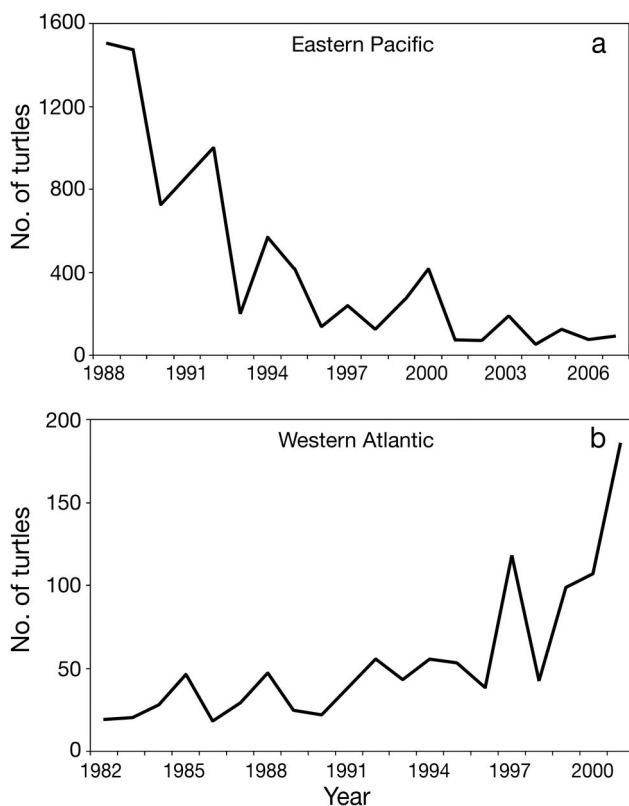 Eastern Pacific
a
No. of turtles
1600
1200
800
400
0
1988 1991 1994 1997 2000 2003 2006
Western Atlantic
b
No. of turtles
200
150
100
50
0
1982 1985 1988 1991 1994 1997 2000
Year